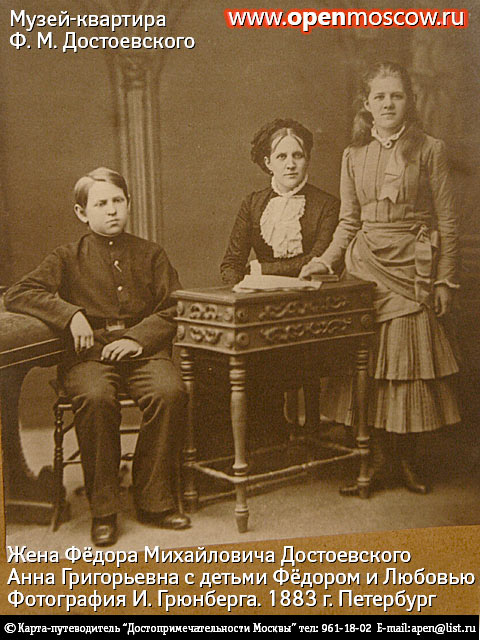 Музей-квартира
Ф. М. Достоевского
www.openmoscow.ru
Жена Фёдора Михайловича Достоевского
Анна Григорьевна с детьми Фёдором и Любовью
Фотография И. Грюнберга. 1883 г. Петербург
© Карта-путеводитель "Достопримечательности Москвы" тел: 961-18-02 E-mail:apen@list.ru